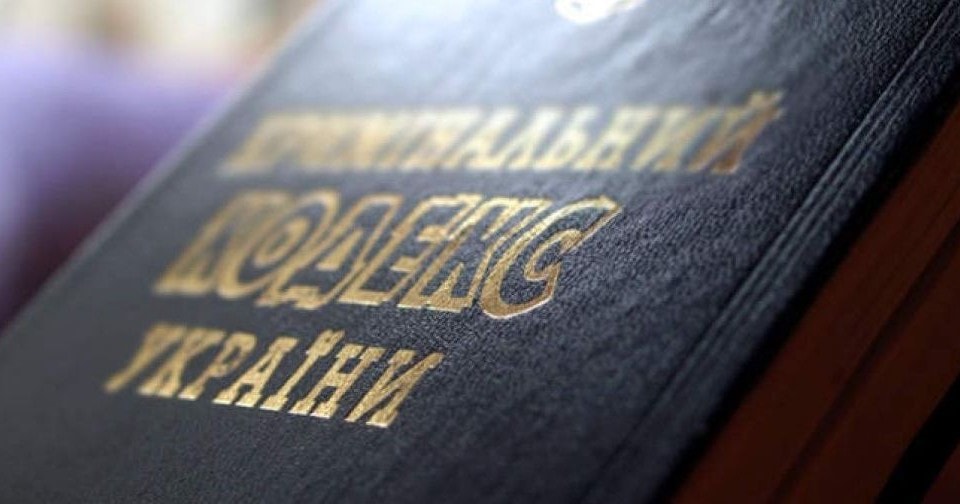 КРИМІНАЛЬНИЙ
КОДЕКС
УКРАЇНИ